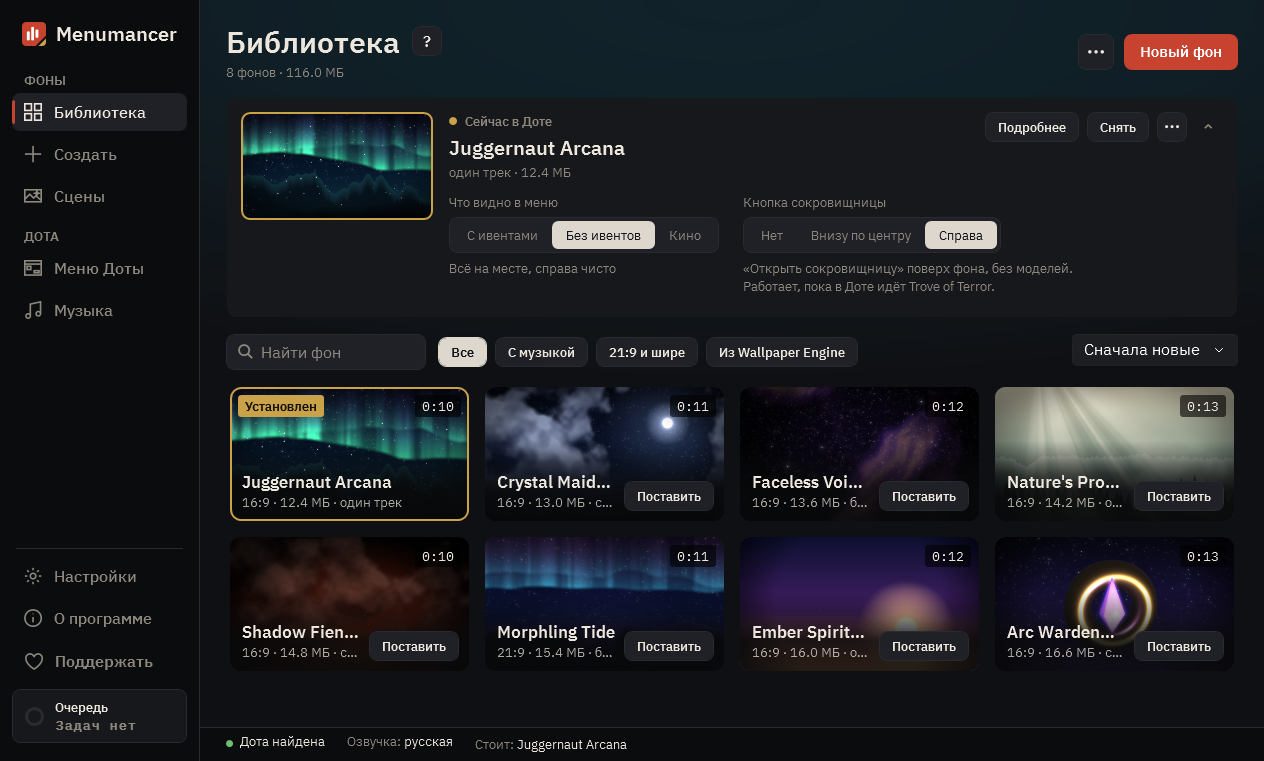 Menumancer
ФОНЫ
Библиотека
Создать
Сцены
ДОТА
Меню Доты
Музыка
Настройки
О программе
Поддержать
Очередь
Задач нет
Библиотека ?
8 фонов · 116.0 МБ
Новый фон
Сейчас в Доте
Juggernaut Arcana
один трек · 12.4 МБ
Подробнее Снять
Что видно в меню
С ивентами Без ивентов Кино
Всё на месте, справа чисто
Кнопка сокровищницы
Нет Внизу по центру Справа
«Открыть сокровищницу» поверх фона, без моделей.
Работает, пока в Доте идёт Trove of Terror.
Найти фон Все С музыкой 21:9 и шире Из Wallpaper Engine Сначала новые
Установлен 0:10
Juggernaut Arcana
16:9 · 12.4 МБ · один трек
0:11
Crystal Maid...
16:9 · 13.0 МБ · с...
Поставить
0:12
Faceless Voi...
16:9 · 13.6 МБ · б...
Поставить
0:13
Nature's Pro...
16:9 · 14.2 МБ · о...
Поставить
0:10
Shadow Fien...
16:9 · 14.8 МБ · с...
Поставить
0:11
Morphling Tide
21:9 · 15.4 МБ · б...
Поставить
0:12
Ember Spirit...
16:9 · 16.0 МБ · о...
Поставить
0:13
Arc Warden...
16:9 · 16.6 МБ · с...
Поставить
Дота найдена Озвучка: русская Стоит: Juggernaut Arcana